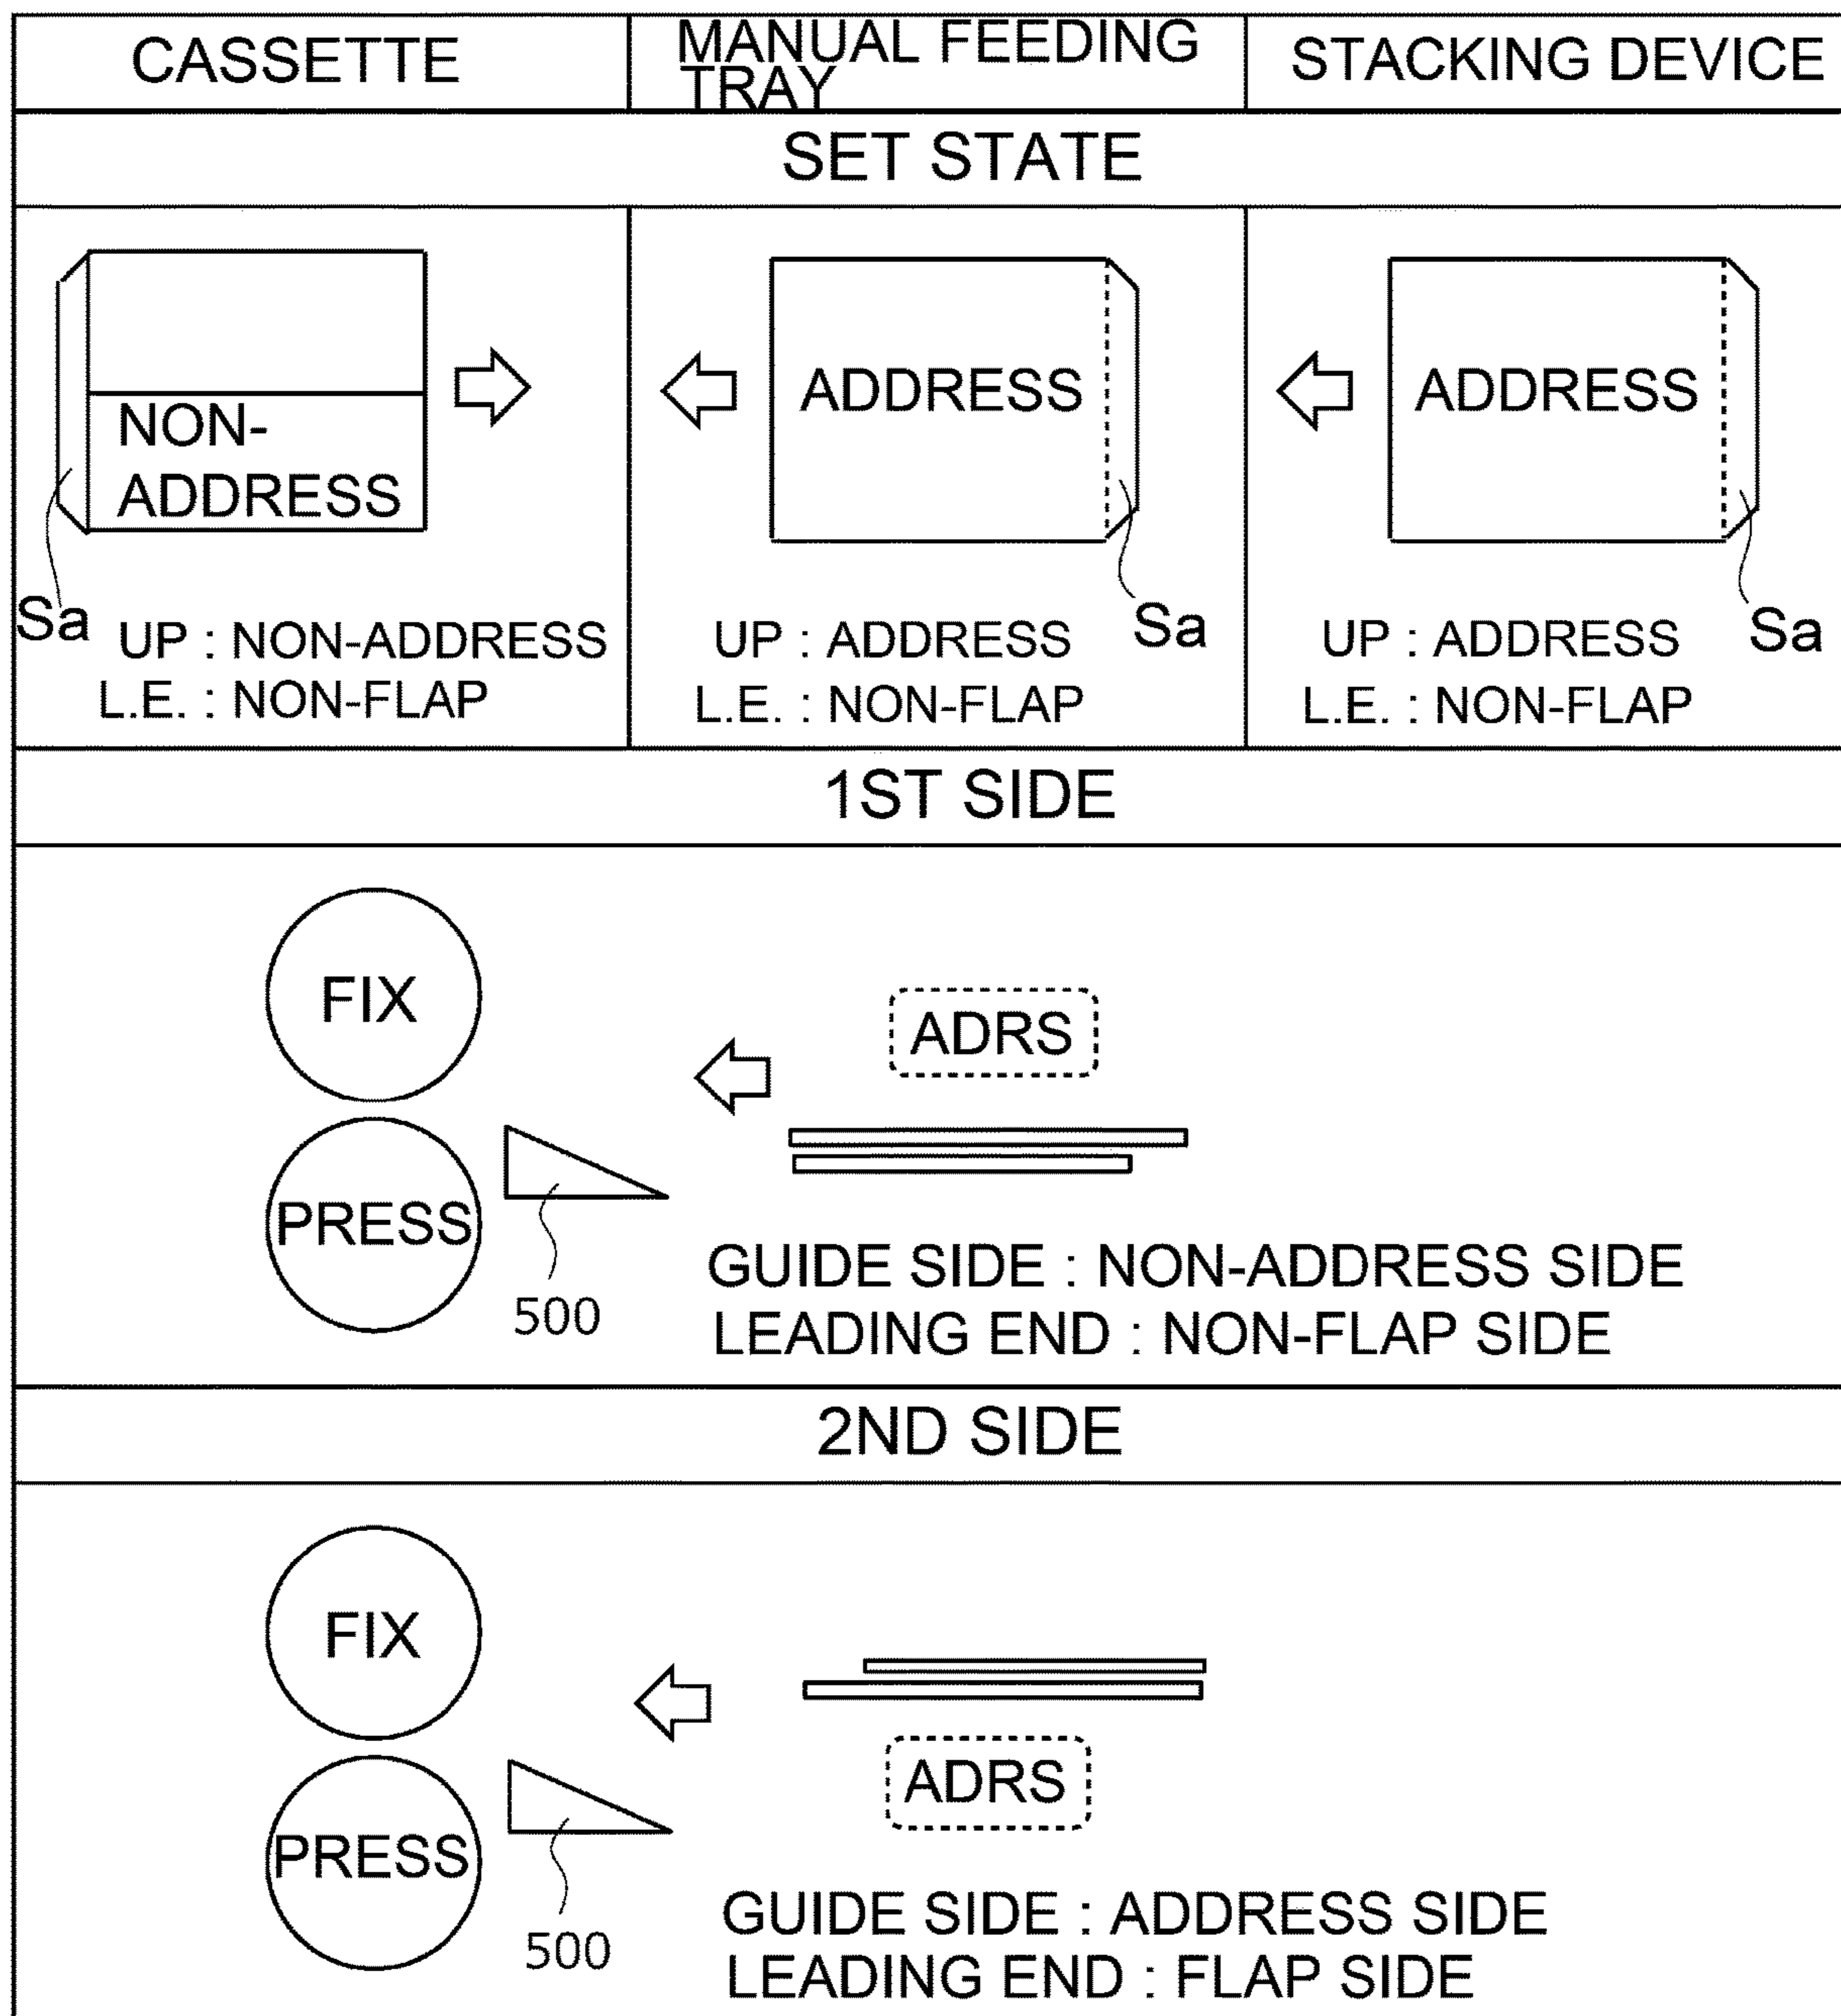 CASSETTE
MANUAL FEEDING
TRAY
STACKING DEVICE
SET STATE
NON-
ADDRESS
Sa
UP : NON-ADDRESS
L.E. : NON-FLAP
ADDRESS
Sa
UP : ADDRESS
L.E. : NON-FLAP
ADDRESS
Sa
UP : ADDRESS
L.E. : NON-FLAP
1ST SIDE
FIX
ADRS
PRESS
500
GUIDE SIDE : NON-ADDRESS SIDE
LEADING END : NON-FLAP SIDE
2ND SIDE
FIX
ADRS
PRESS
500
GUIDE SIDE : ADDRESS SIDE
LEADING END : FLAP SIDE